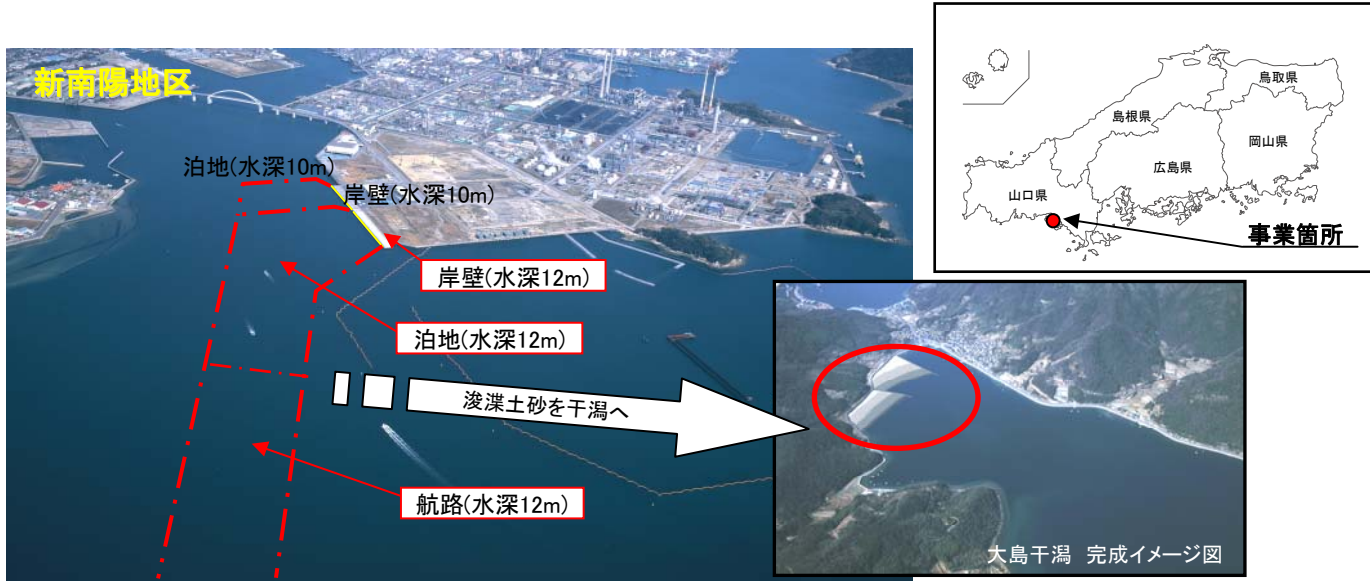 新南陽地区
泊地(水深10m)
岸壁(水深10m)
岸壁(水深12m)
泊地(水深12m)
浚渫土砂を干潟へ
航路(水深12m)
鳥取県
島根県
岡山県
広島県
山口県
事業箇所
大島干潟 完成イメージ図